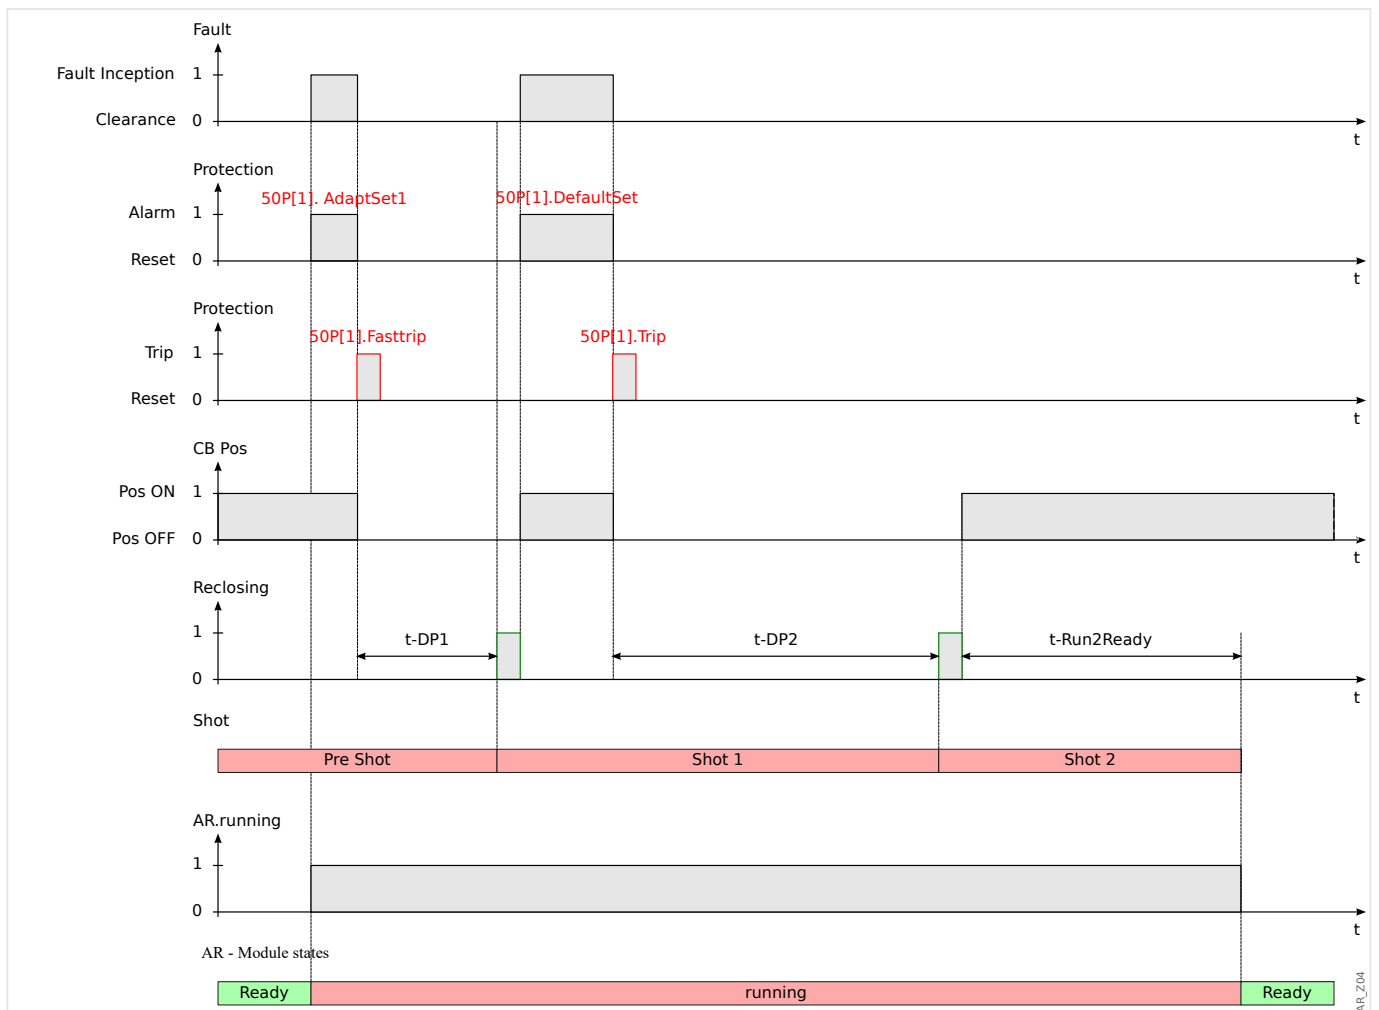 Fault
Fault Inception 1
Clearance 0
t
Protection
50P[1]. AdaptSet1 50P[1].DefaultSet
Alarm 1
Reset 0
t
Protection
50P[1].Fasttrip 50P[1].Trip
Trip 1
Reset 0
t
CB Pos
Pos ON 1
Pos OFF 0
t
Reclosing
1 t-DP1 t-DP2 t-Run2Ready
0
t
Shot
Pre Shot Shot 1 Shot 2
AR.running
1
0
t
AR - Module states
Ready running Ready
AR_Z04